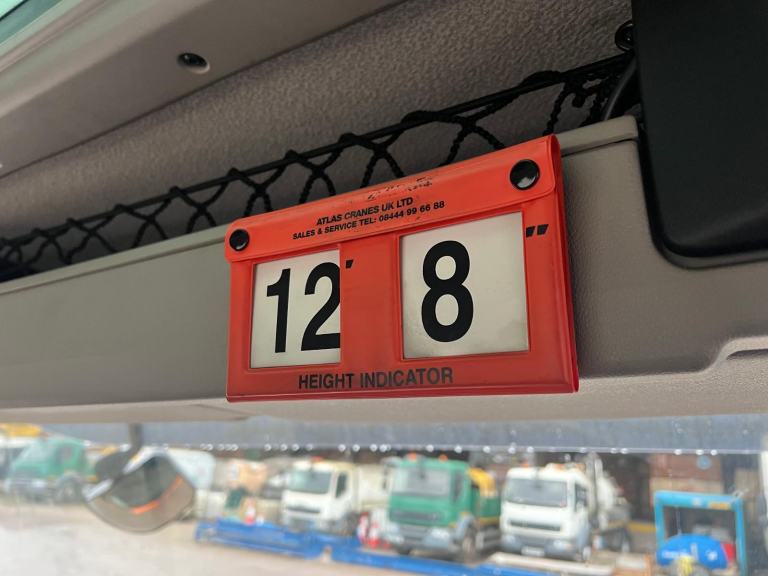 ATLAS CRANES UK LTD
SALES & SERVICE TEL: 08444 99 66 88
12' 8"
HEIGHT INDICATOR